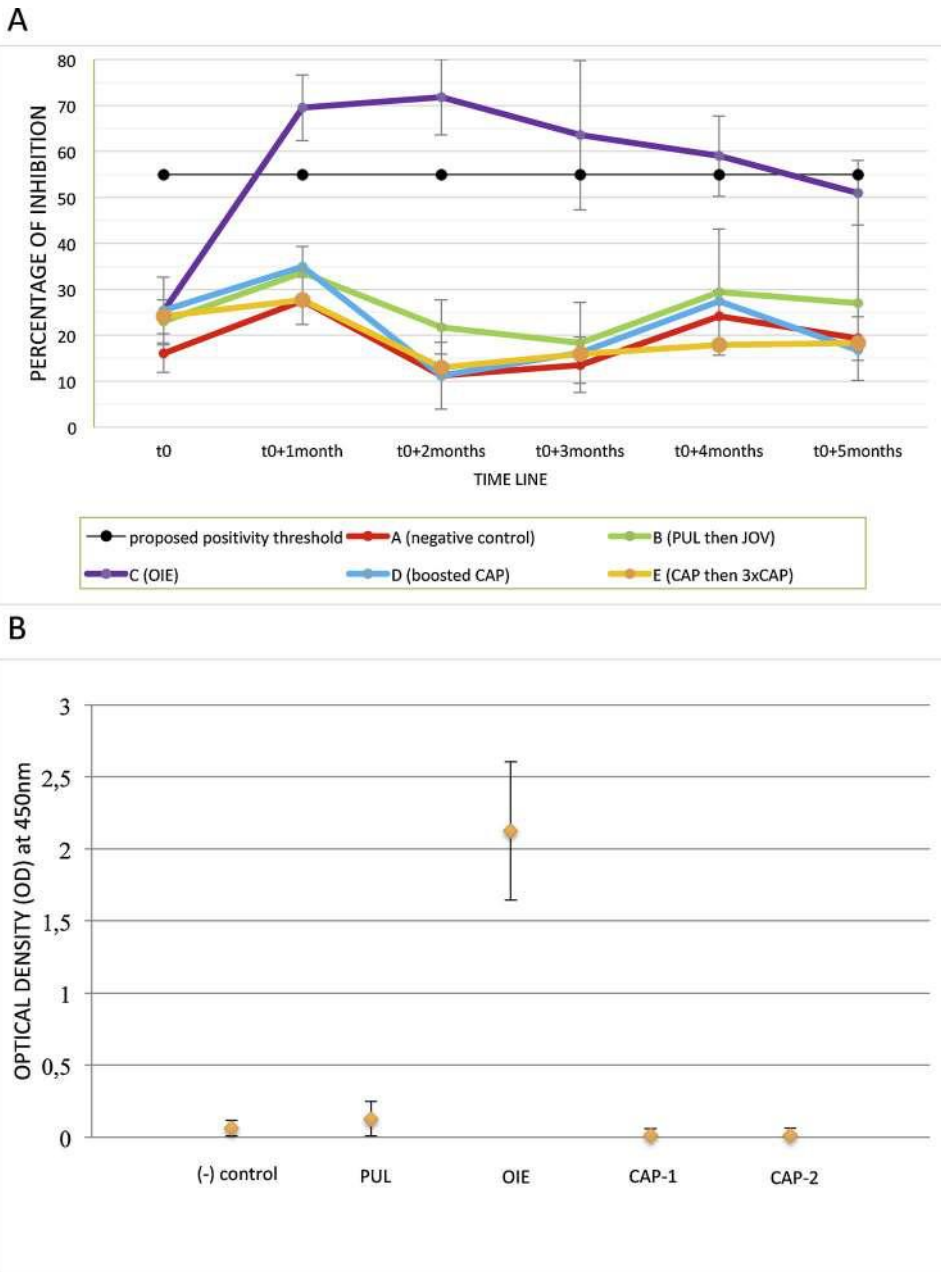 A
PERCENTAGE OF INHIBITION
80
70
60
50
40
30
20
10
0
t0 t0+1month t0+2months t0+3months t0+4months t0+5months
TIME LINE
proposed positivity threshold A (negative control) B (PUL then JOV)
C (OIE) D (boosted CAP) E (CAP then 3xCAP)
B
OPTICAL DENSITY (OD) at 450nm
3
2,5
2
1,5
1
0,5
0
(-) control PUL OIE CAP-1 CAP-2